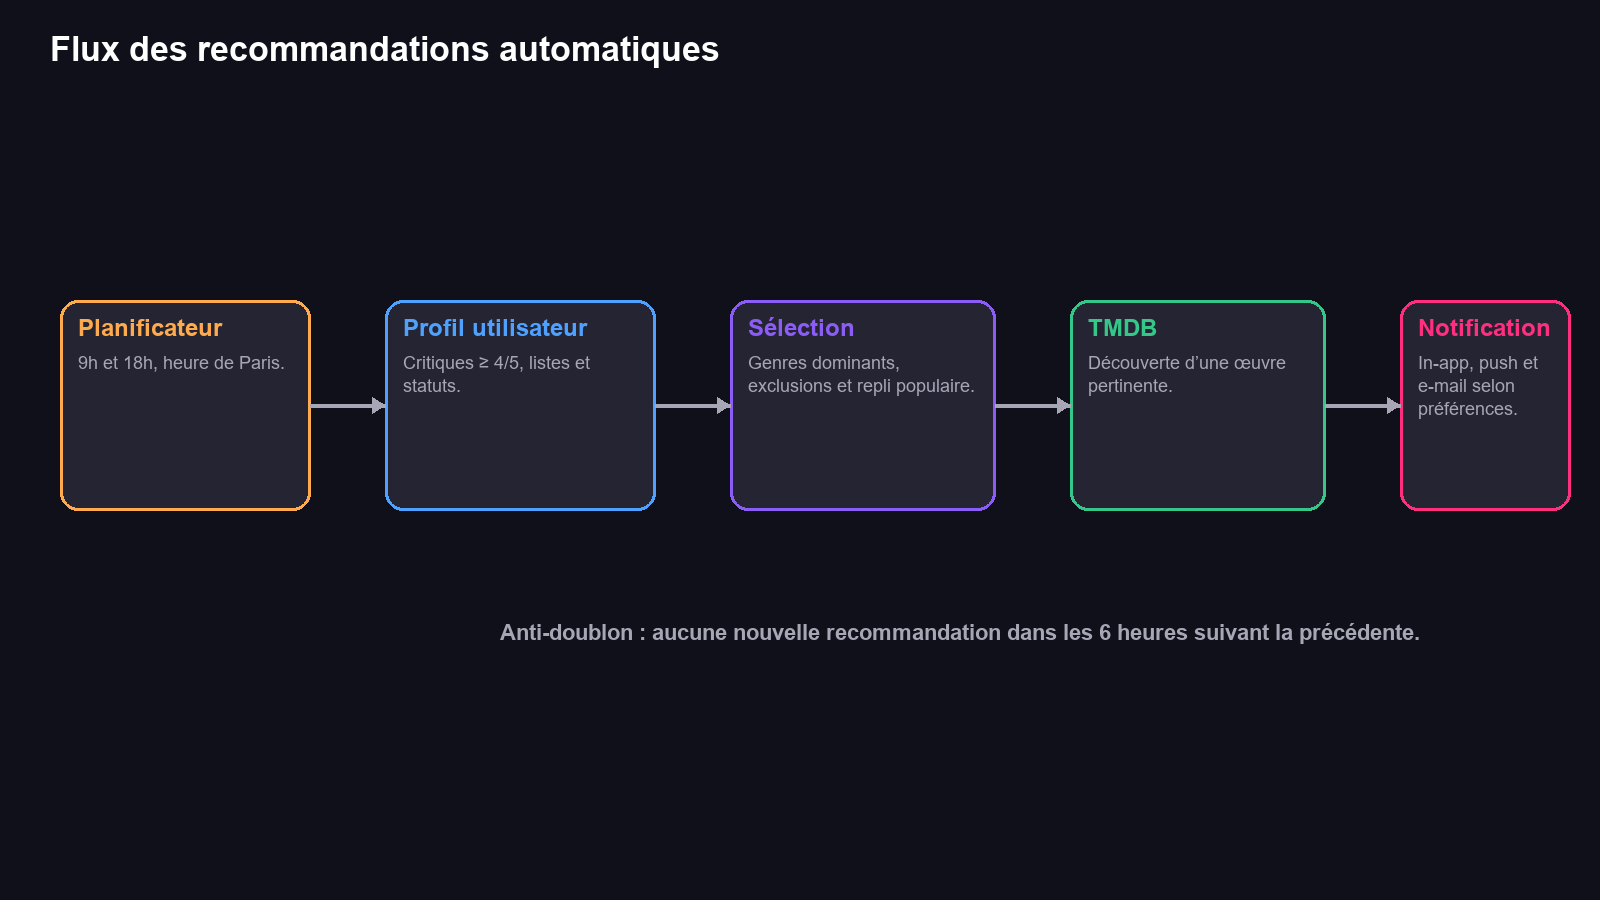 Flux des recommandations automatiques
Planificateur
9h et 18h, heure de Paris.
Profil utilisateur
Critiques ≥ 4/5, listes et
statuts.
Sélection
Genres dominants,
exclusions et repli populaire.
TMDB
Découverte d’une œuvre
pertinente.
Notification
In-app, push et
e-mail selon
préférences.
Anti-doublon : aucune nouvelle recommandation dans les 6 heures suivant la précédente.